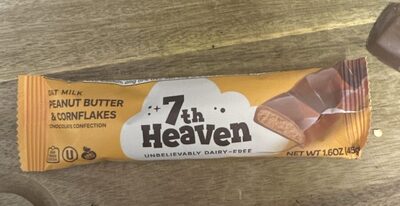 OAT MILK
PEANUT BUTTER
& CORNFLAKES
CHOCOLATE CONFECTION
7th
Heaven
UNBELIEVABLY DAIRY-FREE
U
NET WT 1.6OZ (45g